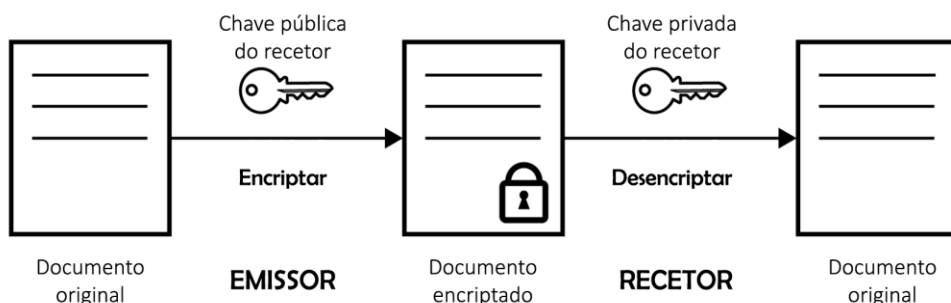 Chave pública
do recetor
Chave privada
do recetor
Encriptar
Desencriptar
Documento
original
EMISSOR
Documento
encriptado
RECETOR
Documento
original